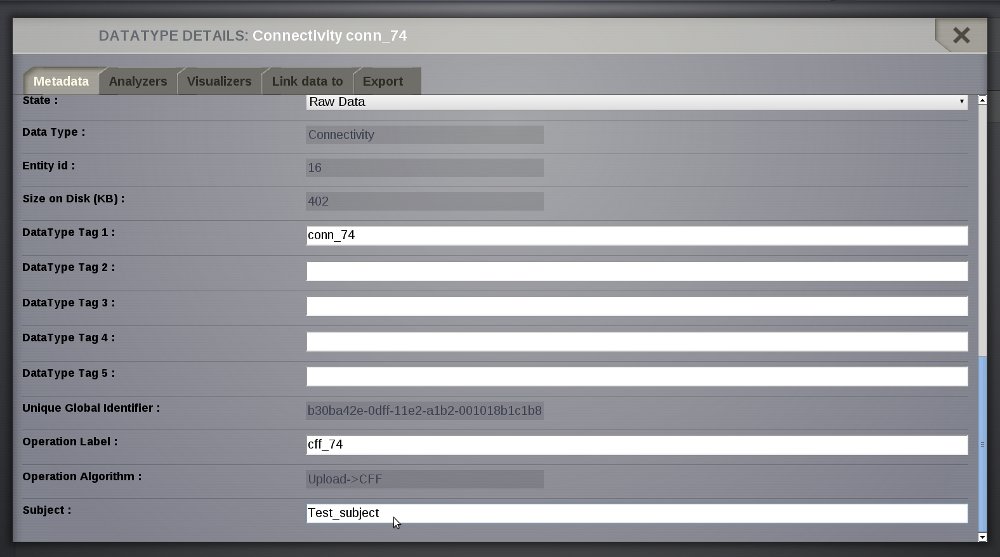 DATATYPE DETAILS: Connectivity conn_74
Metadata Analyzers Visualizers Link data to Export
State : Raw Data
Data Type : Connectivity
Entity id : 16
Size on Disk (KB) : 402
DataType Tag 1 : conn_74
DataType Tag 2 :
DataType Tag 3 :
DataType Tag 4 :
DataType Tag 5 :
Unique Global Identifier : b30ba42e-0dff-11e2-a1b2-001018b1c1b8
Operation Label : cff_74
Operation Algorithm : Upload->CFF
Subject : Test_subject